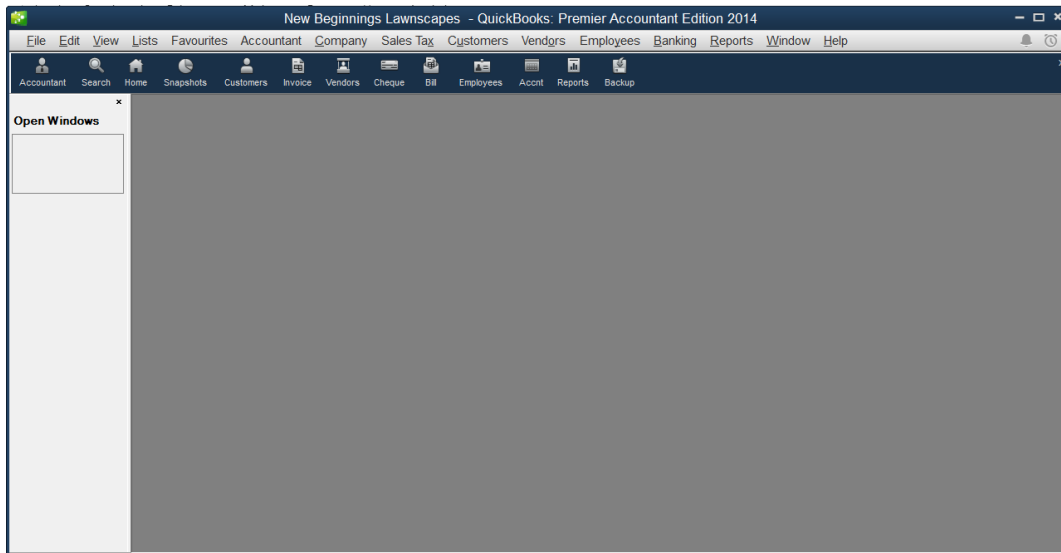 New Beginnings Lawnscapes - QuickBooks: Premier Accountant Edition 2014
File Edit View Lists Favourites Accountant Company Sales Tax Customers Vendors Employees Banking Reports Window Help
Accountant Search Home Snapshots Customers Invoice Vendors Cheque Bill Employees Accnt Reports Backup
Open Windows